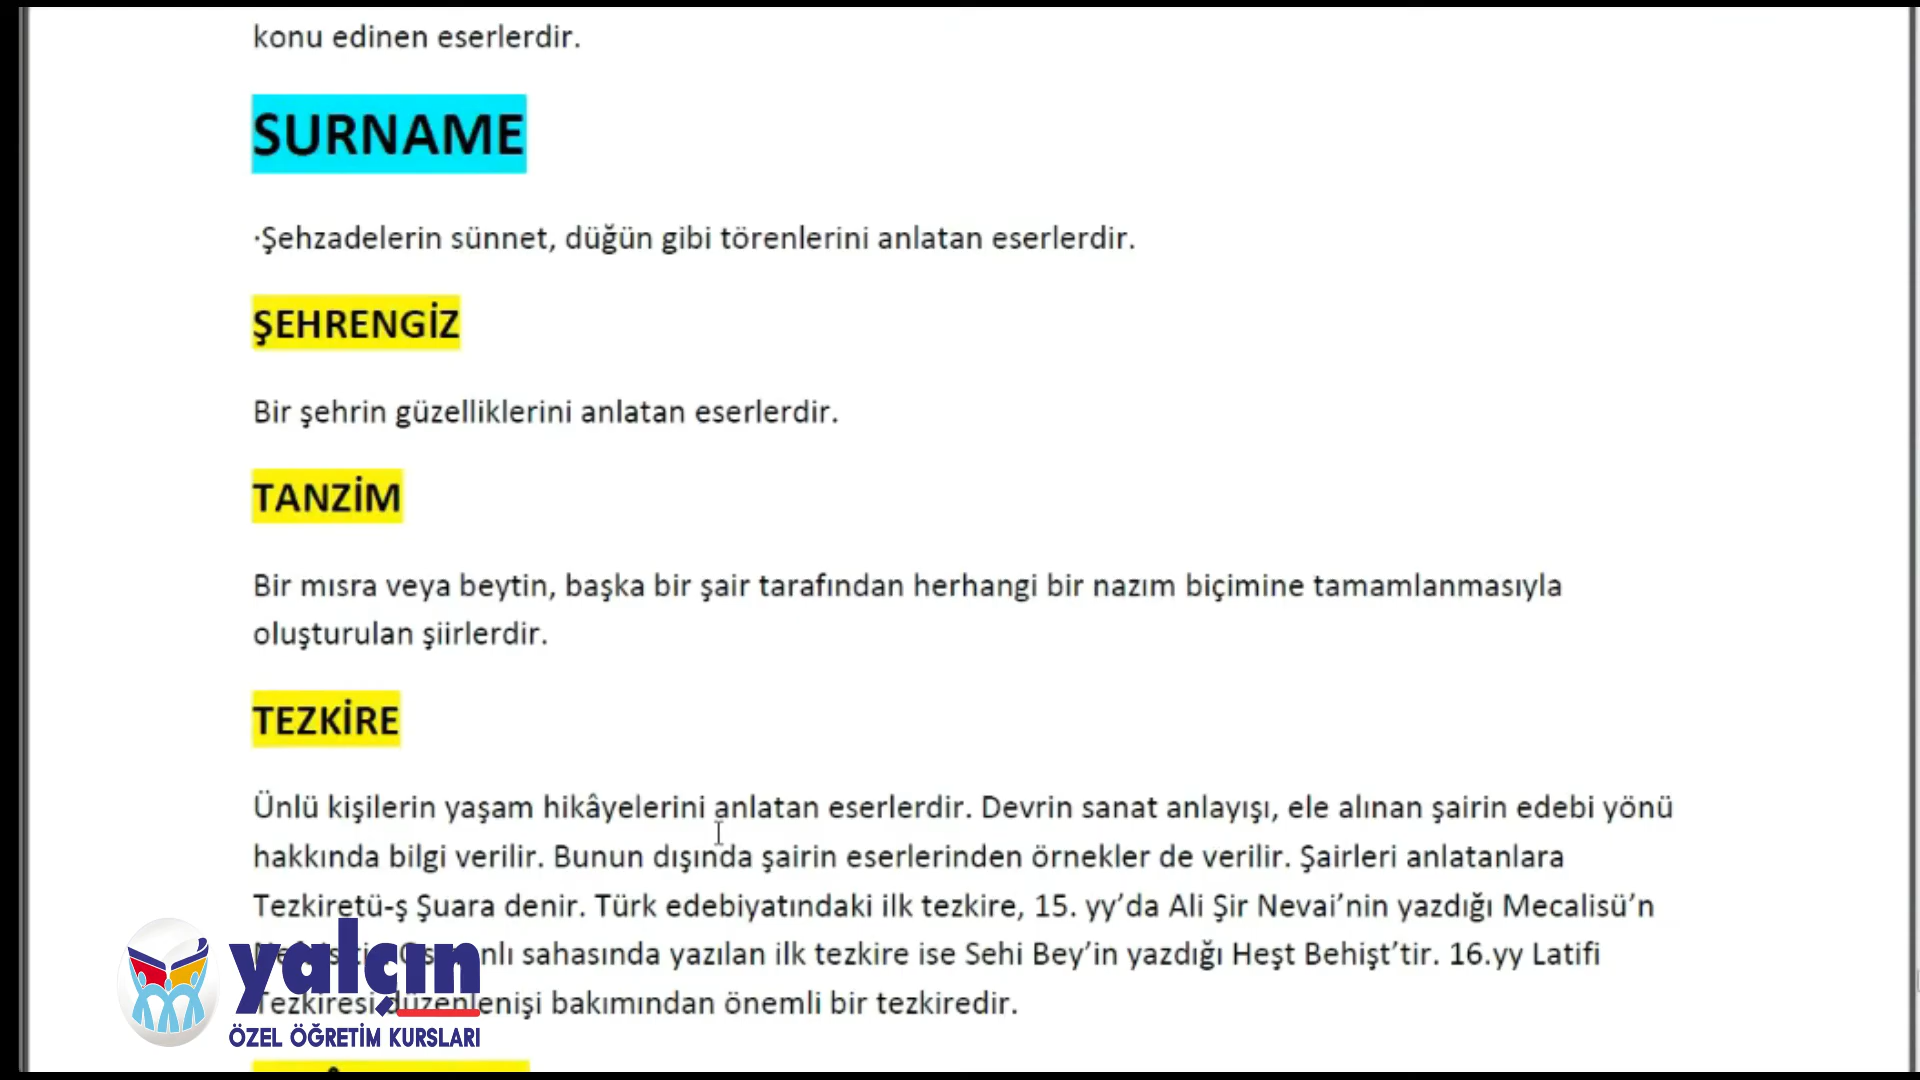 konu edinen eserlerdir.
SURNAME
·Şehzadelerin sünnet, düğün gibi törenlerini anlatan eserlerdir.
ŞEHRENGİZ
Bir şehrin güzelliklerini anlatan eserlerdir.
TANZİM
Bir mısra veya beytin, başka bir şair tarafından herhangi bir nazım biçimine tamamlanmasıyla
oluşturulan şiirlerdir.
TEZKİRE
Ünlü kişilerin yaşam hikâyelerini anlatan eserlerdir. Devrin sanat anlayışı, ele alınan şairin edebi yönü
hakkında bilgi verilir. Bunun dışında şairin eserlerinden örnekler de verilir. Şairleri anlatanlara
Tezkiretü-ş Şuara denir. Türk edebiyatındaki ilk tezkire, 15. yy’da Ali Şir Nevai’nin yazdığı Mecalisü’n
sahasında yazılan ilk tezkire ise Sehi Bey’in yazdığı Heşt Behişt’tir. 16.yy Latifi
Tezkiresi düzenlenişi bakımından önemli bir tezkiredir.
yalçın
ÖZEL ÖĞRETİM KURSLARI